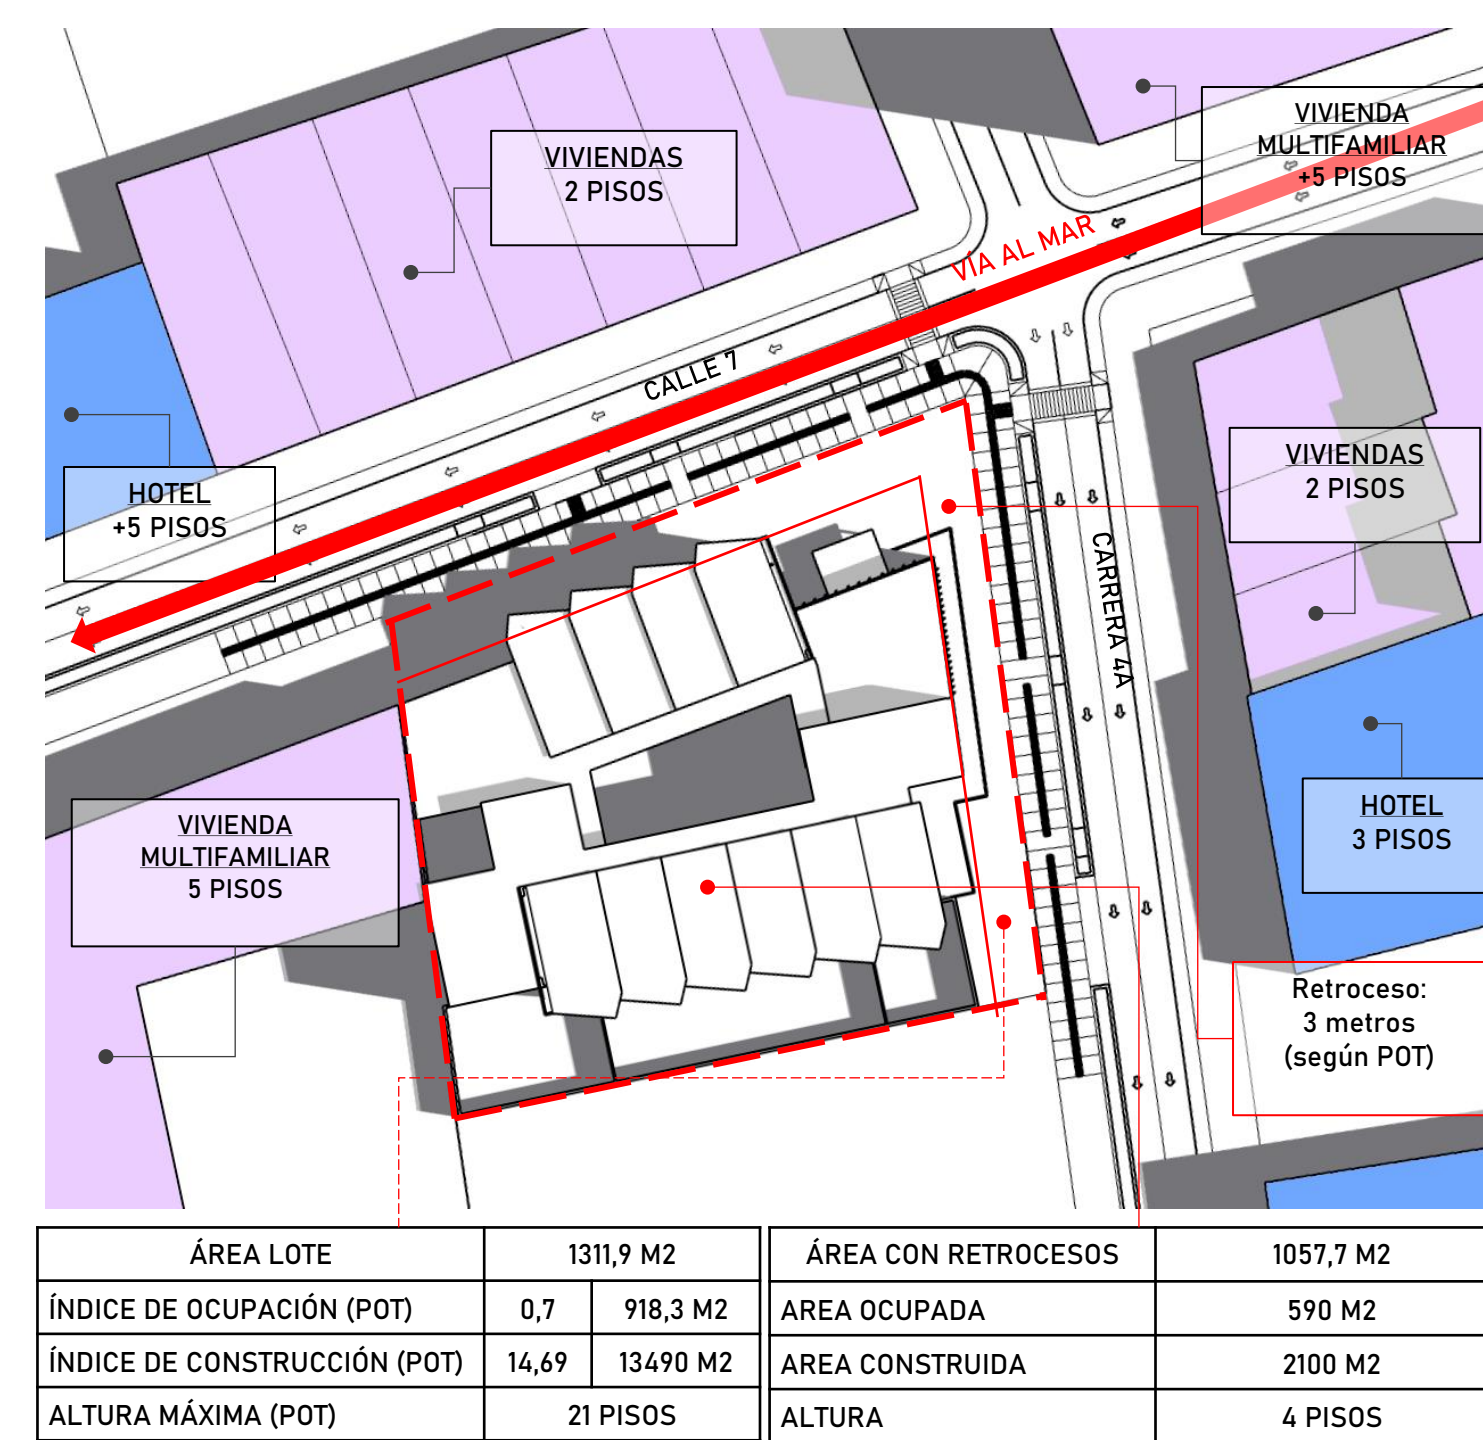 VIVIENDA
MULTIFAMILIAR
+5 PISOS
VIVIENDAS
2 PISOS
VÍA AL MAR
CALLE 7
HOTEL
+5 PISOS
VIVIENDAS
2 PISOS
CARRERA 4A
HOTEL
3 PISOS
VIVIENDA
MULTIFAMILIAR
5 PISOS
Retroceso:
3 metros
(según POT)
ÁREA LOTE 1311,9 M2
ÍNDICE DE OCUPACIÓN (POT) 0,7 918,3 M2
ÍNDICE DE CONSTRUCCIÓN (POT) 14,69 13490 M2
ALTURA MÁXIMA (POT) 21 PISOS
ÁREA CON RETROCESOS 1057,7 M2
AREA OCUPADA 590 M2
AREA CONSTRUIDA 2100 M2
ALTURA 4 PISOS